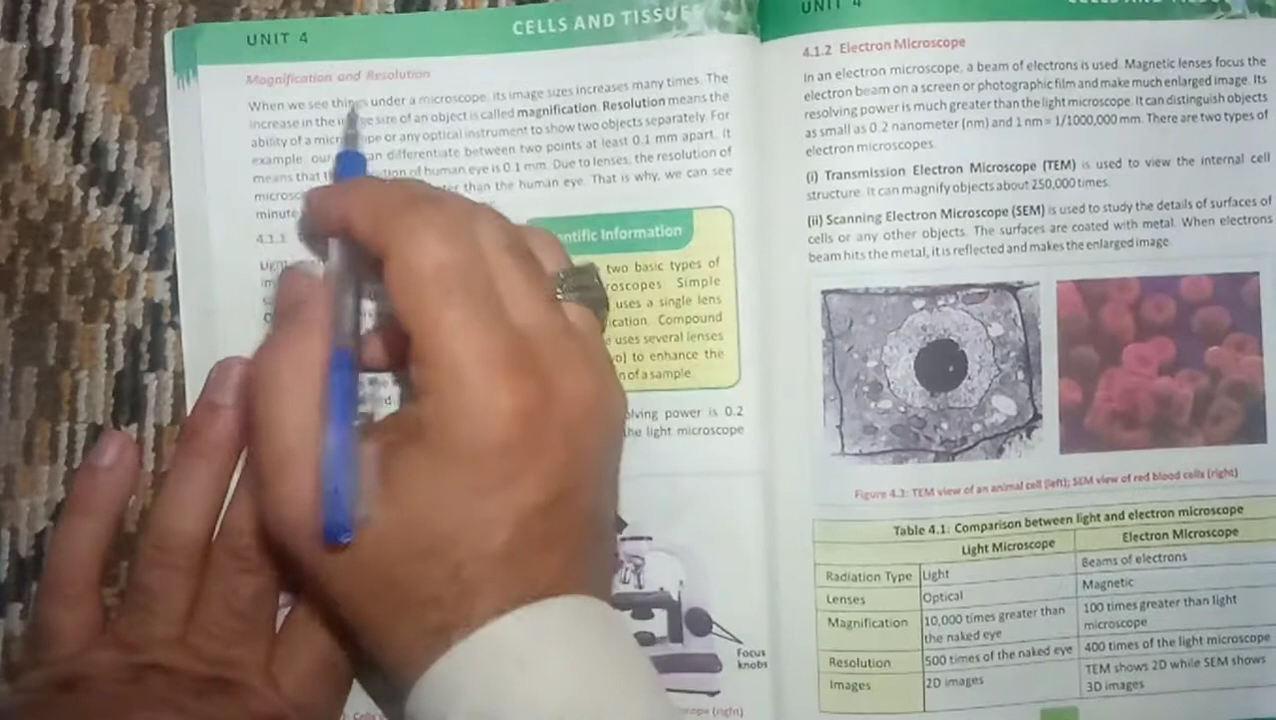 UNIT 4
CELLS AND TISSUE
Magnification and Resolution
When we see things under a microscope, its image sizes increases many times. The
increase in the size of an object is called magnification. Resolution means the
ability of a or any optical instrument to show two objects separately. For
example, our differentiate between two points at least 0.1 mm apart. It
means that of human eye is 0.1 mm. Due to lenses, the resolution of
than the human eye. That is why, we can see
minute
4.1.1
Scientific Information
two basic types of
Simple
uses a single lens
Compound
uses several lenses
to enhance the
of a sample.
power is 0.2
the light microscope
Focus
knobs
(right)
UNIT 4
4.1.2 Electron Microscope
In an electron microscope, a beam of electrons is used. Magnetic lenses focus the
electron beam on a screen or photographic film and make much enlarged image. Its
resolving power is much greater than the light microscope. It can distinguish objects
as small as 0.2 nanometer (nm) and 1 nm = 1/1000,000 mm. There are two types of
electron microscopes.
(i) Transmission Electron Microscope (TEM) is used to view the internal cell
structure. It can magnify objects about 250,000 times.
(ii) Scanning Electron Microscope (SEM) is used to study the details of surfaces of
cells or any other objects. The surfaces are coated with metal. When electrons
beam hits the metal, it is reflected and makes the enlarged image.
Figure 4.3: TEM view of an animal cell (left); SEM view of red blood cells (right)
Table 4.1: Comparison between light and electron microscope
Light Microscope Electron Microscope
Radiation Type Light Beams of electrons
Lenses Optical Magnetic
Magnification 10,000 times greater than the naked eye 100 times greater than light microscope
Resolution 500 times of the naked eye 400 times of the light microscope
Images 2D images TEM shows 2D while SEM shows 3D images